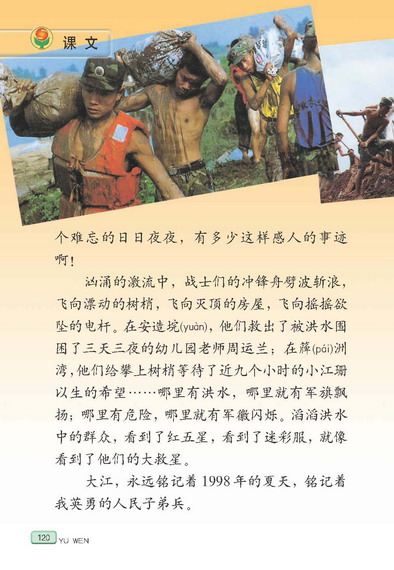 课文
个难忘的日日夜夜，有多少这样感人的事迹
啊！
汹涌的激流中，战士们的冲锋舟劈波斩浪，
飞向漂动的树梢，飞向灭顶的房屋，飞向摇摇欲
坠的电杆。在安造垸(yuàn)，他们救出了被洪水围
困了三天三夜的幼儿园老师周运兰；在簰(pái)洲
湾，他们给攀上树梢等待了近九个小时的小江珊
以生的希望……哪里有洪水，哪里就有军旗飘
扬；哪里有危险，哪里就有军徽闪烁。滔滔洪水
中的群众，看到了红五星，看到了迷彩服，就像
看到了他们的大救星。
大江，永远铭记着1998年的夏天，铭记着
我英勇的人民子弟兵。
120 YU WEN